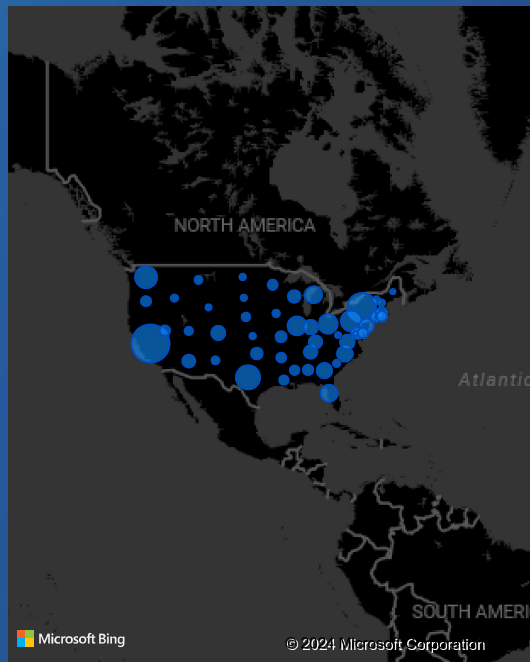 NORTH AMERICA
Atlantic
SOUTH AMERI
Microsoft Bing
© 2024 Microsoft Corporation